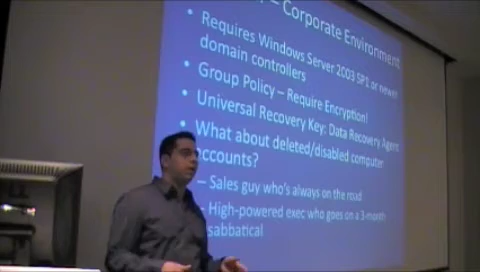 – Corporate Environment
• Requires Windows Server 2003 SP1 or newer
domain controllers
• Group Policy – Require Encryption!
• Universal Recovery Key: Data Recovery Agent
• What about deleted/disabled computer
accounts?
– Sales guy who's always on the road
– High-powered exec who goes on a 3-month
sabbatical